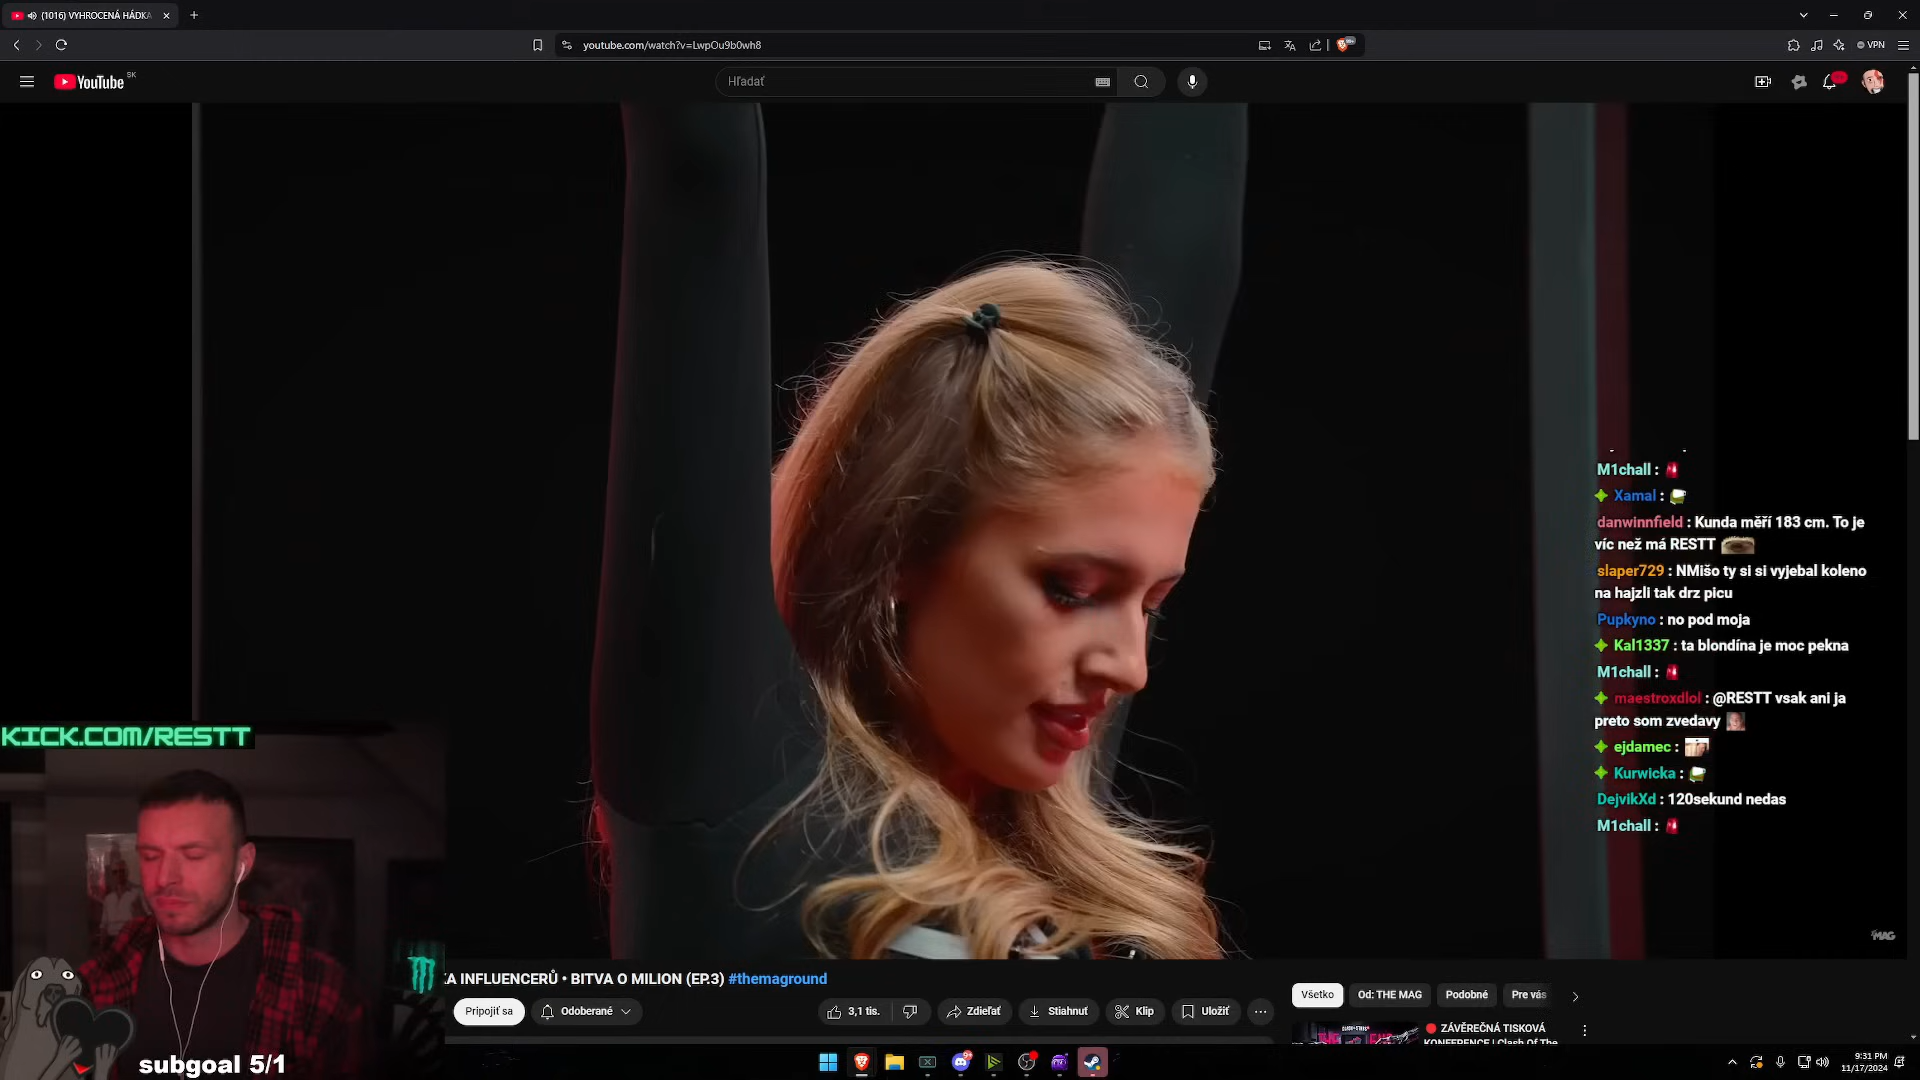 (1016) VYHROCENÁ HÁDKA
youtube.com/watch?v=LwpOu9b0wh8
VPN
YouTube SK
Hľadať
M1chall :
Xamal :
danwinnfield : Kunda měří 183 cm. To je
víc než má RESTT
slaper729 : NMišo ty si si vyjebal koleno
na hajzli tak drz picu
Pupkyno : no pod moja
Kal1337 : ta blondína je moc pekna
M1chall :
maestroxdlol : @RESTT vsak ani ja
preto som zvedavy
ejdamec :
Kurwicka :
DejvikXd : 120sekund nedas
M1chall :
KICK.COM/RESTT
MAG
KA INFLUENCERŮ • BITVA O MILION (EP.3) #themaground
Pripojiť sa
Odoberané
3,1 tis.
Zdieľať
Stiahnuť
Klip
Uložiť
Všetko
Od: THE MAG
Podobné
Pre vás
ZÁVĚREČNÁ TISKOVÁ
KONFERENCE | Clash Of The
subgoal 5/1
9:31 PM
11/17/2024